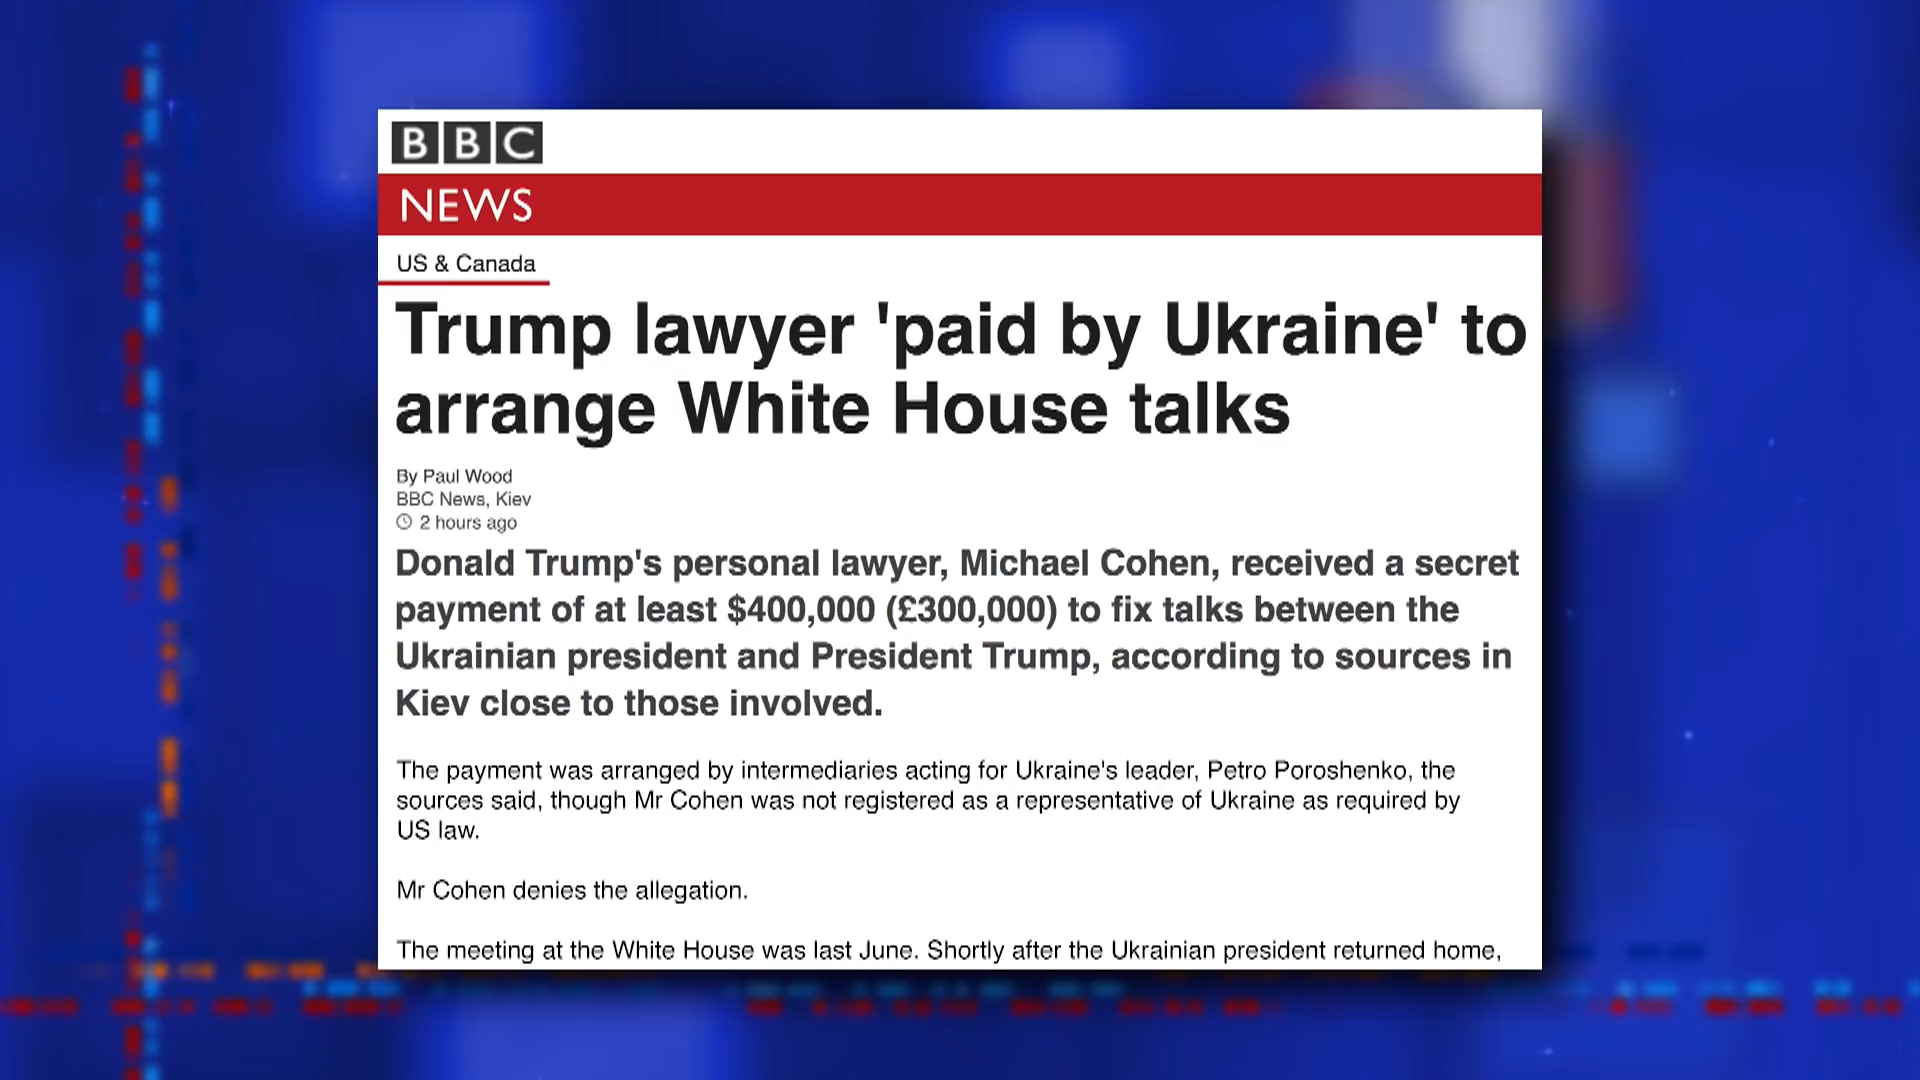 BBC
NEWS
US & Canada
Trump lawyer 'paid by Ukraine' to
arrange White House talks
By Paul Wood
BBC News, Kiev
2 hours ago
Donald Trump's personal lawyer, Michael Cohen, received a secret
payment of at least $400,000 (£300,000) to fix talks between the
Ukrainian president and President Trump, according to sources in
Kiev close to those involved.
The payment was arranged by intermediaries acting for Ukraine's leader, Petro Poroshenko, the
sources said, though Mr Cohen was not registered as a representative of Ukraine as required by
US law.
Mr Cohen denies the allegation.
The meeting at the White House was last June. Shortly after the Ukrainian president returned home,